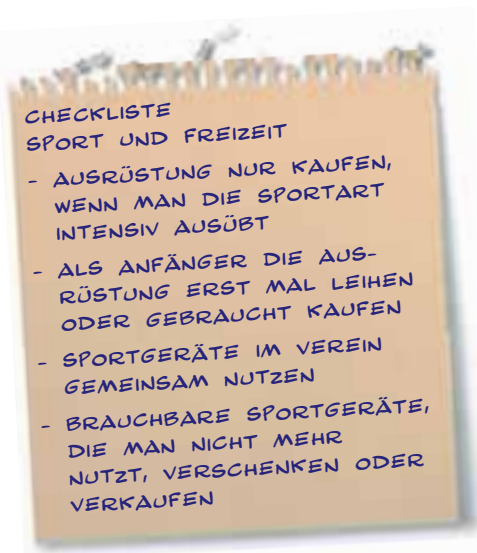 CHECKLISTE
SPORT UND FREIZEIT
- AUSRÜSTUNG NUR KAUFEN,
WENN MAN DIE SPORTART
INTENSIV AUSÜBT
- ALS ANFÄNGER DIE AUS-
RÜSTUNG ERST MAL LEIHEN
ODER GEBRAUCHT KAUFEN
- SPORTGERÄTE IM VEREIN
GEMEINSAM NUTZEN
- BRAUCHBARE SPORTGERÄTE,
DIE MAN NICHT MEHR
NUTZT, VERSCHENKEN ODER
VERKAUFEN